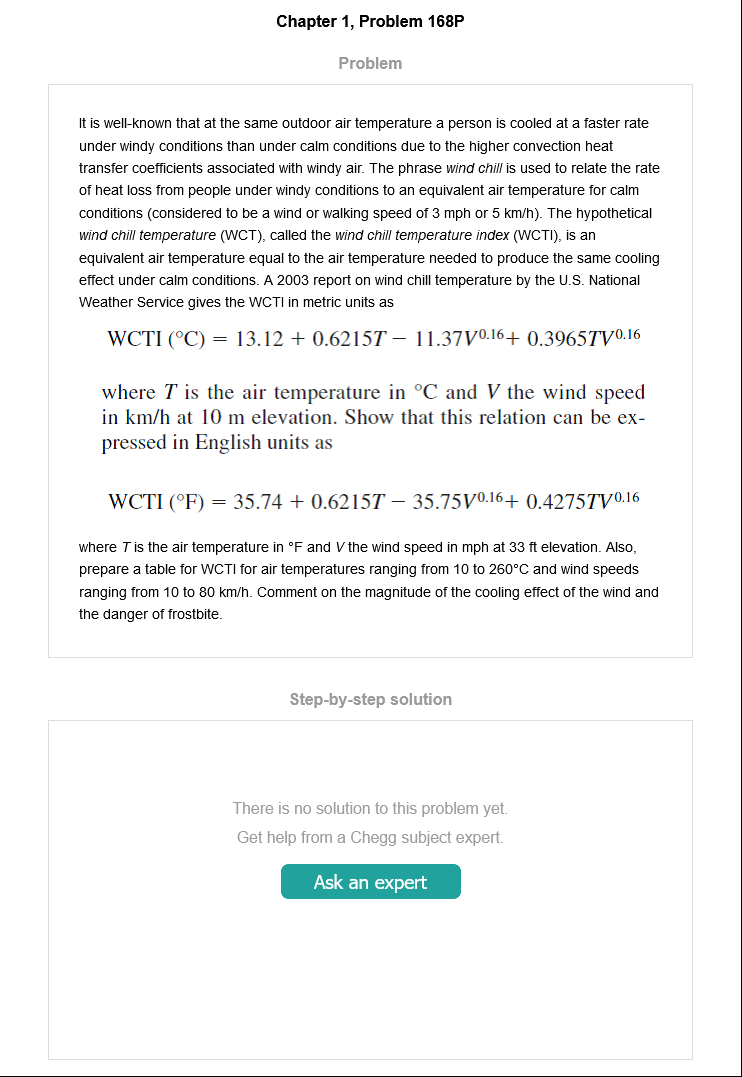 Chapter 1, Problem 168P
Problem
It is well-known that at the same outdoor air temperature a person is cooled at a faster rate
under windy conditions than under calm conditions due to the higher convection heat
transfer coefficients associated with windy air. The phrase wind chill is used to relate the rate
of heat loss from people under windy conditions to an equivalent air temperature for calm
conditions (considered to be a wind or walking speed of 3 mph or 5 km/h). The hypothetical
wind chill temperature (WCT), called the wind chill temperature index (WCTI), is an
equivalent air temperature equal to the air temperature needed to produce the same cooling
effect under calm conditions. A 2003 report on wind chill temperature by the U.S. National
Weather Service gives the WCTI in metric units as
WCTI (°C) = 13.12 + 0.6215T − 11.37V^0.16 + 0.3965TV^0.16
where T is the air temperature in °C and V the wind speed
in km/h at 10 m elevation. Show that this relation can be ex-
pressed in English units as
WCTI (°F) = 35.74 + 0.6215T − 35.75V^0.16 + 0.4275TV^0.16
where T is the air temperature in °F and V the wind speed in mph at 33 ft elevation. Also,
prepare a table for WCTI for air temperatures ranging from 10 to 260°C and wind speeds
ranging from 10 to 80 km/h. Comment on the magnitude of the cooling effect of the wind and
the danger of frostbite.
Step-by-step solution
There is no solution to this problem yet.
Get help from a Chegg subject expert.
Ask an expert